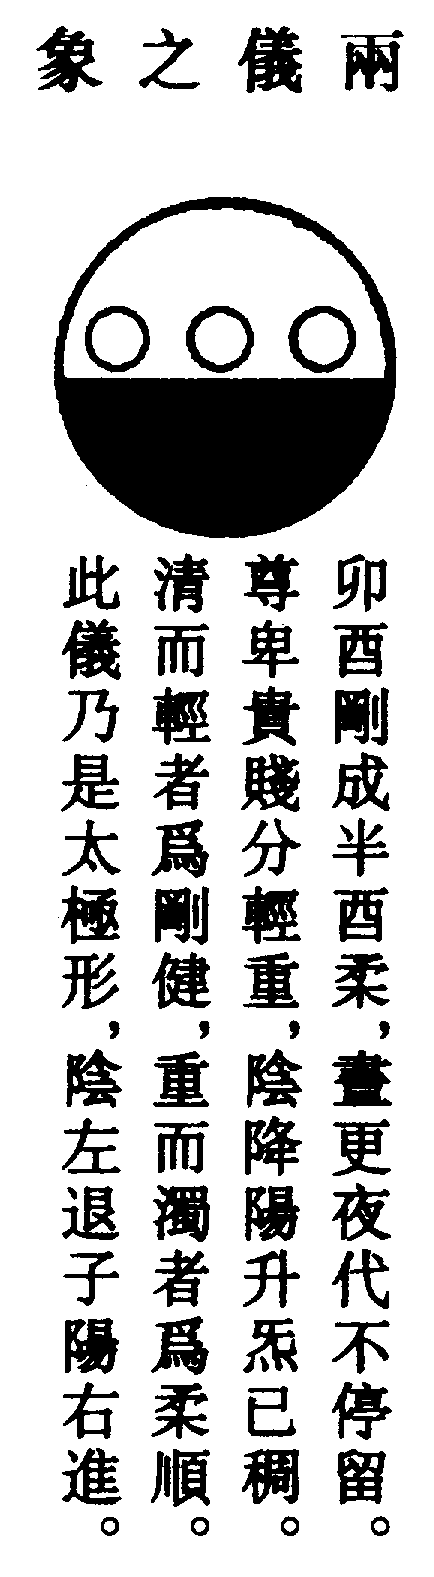 兩儀之象
卯酉剛成半酉柔，晝更夜代不停留。
尊卑貴賤分輕重，陰降陽升炁已稠。
清而輕者爲剛健，重而濁者爲柔順。
此儀乃是太極形，陰左退子陽右進。